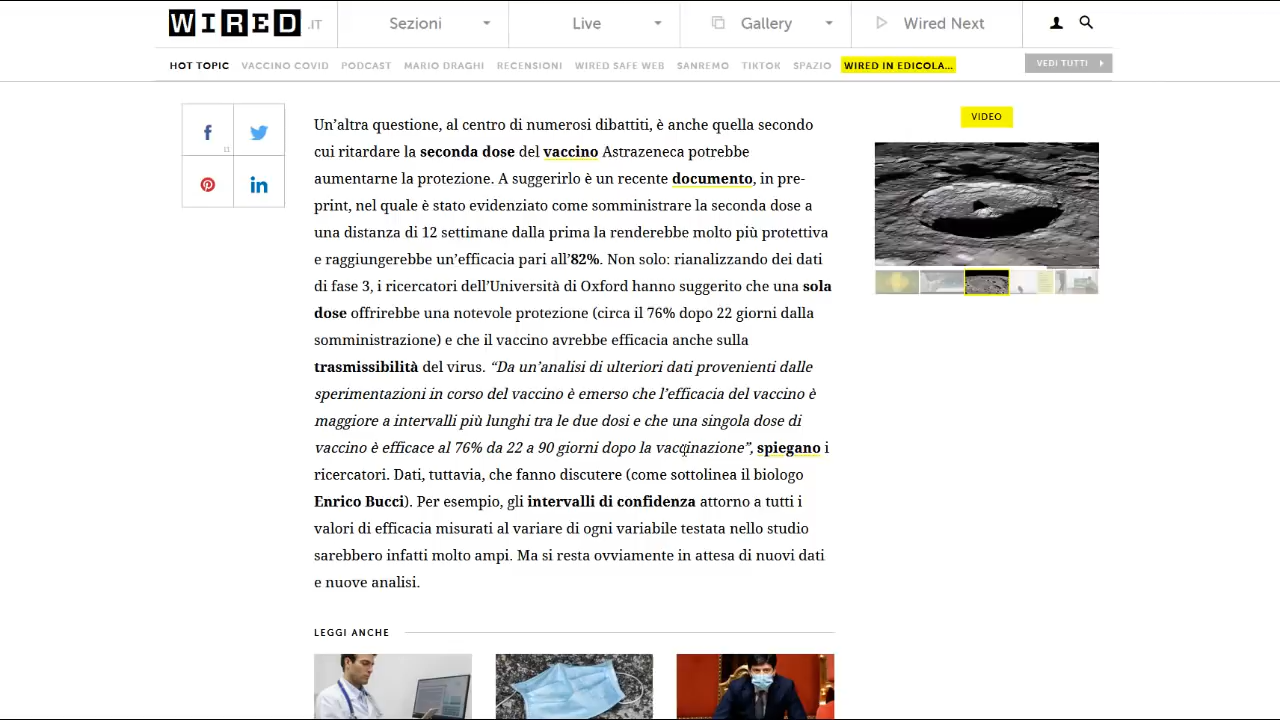 WIRED.IT
Sezioni
Live
Gallery
Wired Next
HOT TOPIC VACCINO COVID PODCAST MARIO DRAGHI RECENSIONI WIRED SAFE WEB SANREMO TIKTOK SPAZIO WIRED IN EDICOLA... VEDI TUTTI
11
Un’altra questione, al centro di numerosi dibattiti, è anche quella secondo
cui ritardare la seconda dose del vaccino Astrazeneca potrebbe
aumentarne la protezione. A suggerirlo è un recente documento, in pre-
print, nel quale è stato evidenziato come somministrare la seconda dose a
una distanza di 12 settimane dalla prima la renderebbe molto più protettiva
e raggiungerebbe un’efficacia pari all’82%. Non solo: rianalizzando dei dati
di fase 3, i ricercatori dell’Università di Oxford hanno suggerito che una sola
dose offrirebbe una notevole protezione (circa il 76% dopo 22 giorni dalla
somministrazione) e che il vaccino avrebbe efficacia anche sulla
trasmissibilità del virus. “Da un’analisi di ulteriori dati provenienti dalle
sperimentazioni in corso del vaccino è emerso che l’efficacia del vaccino è
maggiore a intervalli più lunghi tra le due dosi e che una singola dose di
vaccino è efficace al 76% da 22 a 90 giorni dopo la vaccinazione”, spiegano i
ricercatori. Dati, tuttavia, che fanno discutere (come sottolinea il biologo
Enrico Bucci). Per esempio, gli intervalli di confidenza attorno a tutti i
valori di efficacia misurati al variare di ogni variabile testata nello studio
sarebbero infatti molto ampi. Ma si resta ovviamente in attesa di nuovi dati
e nuove analisi.
VIDEO
LEGGI ANCHE